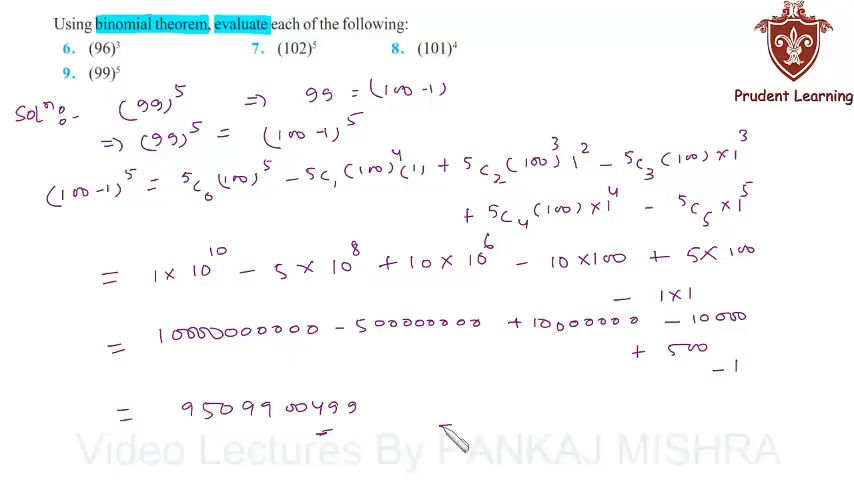 Using binomial theorem, evaluate each of the following:
6. (96)³ 7. (102)⁵ 8. (101)⁴
9. (99)⁵
Prudent Learning
Solⁿ:- (99)⁵ ⇒ 99 = (100-1)
⇒ (99)⁵ = (100-1)⁵
(100-1)⁵ = ⁵C₀(100)⁵ - ⁵C₁(100)⁴(1) + ⁵C₂(100)³1² - ⁵C₃(100)×1³
+ ⁵C₄(100)×1⁴ - ⁵C₅×1⁵
= 1×10¹⁰ - 5×10⁸ + 10×10⁶ - 10×100 + 5×100
- 1×1
= 10000000000 - 500000000 + 10000000 - 10000
+ 500
- 1
= 9509900499
Video Lectures By PANKAJ MISHRA